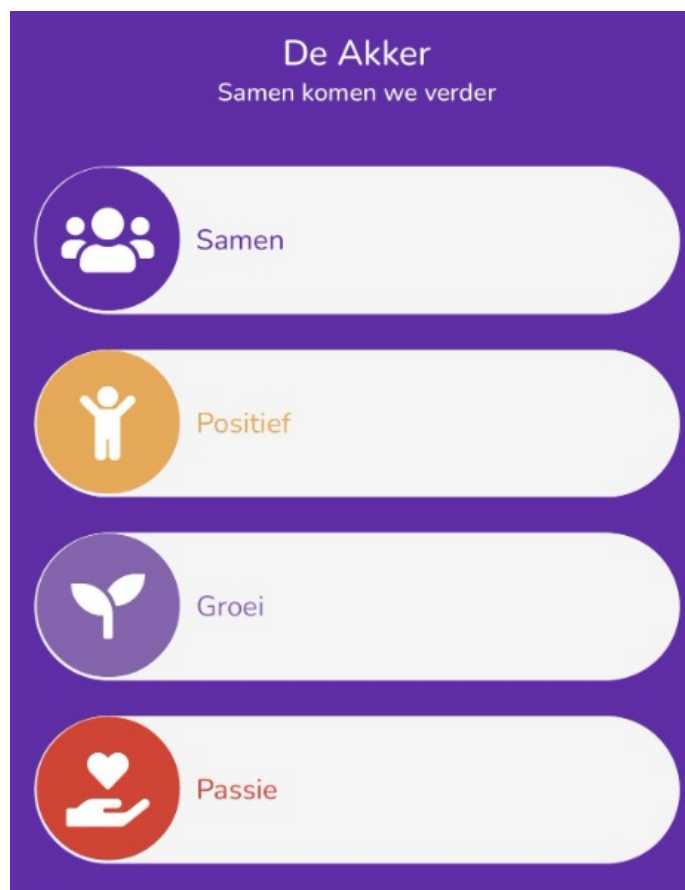 De Akker
Samen komen we verder
Samen
Positief
Groei
Passie